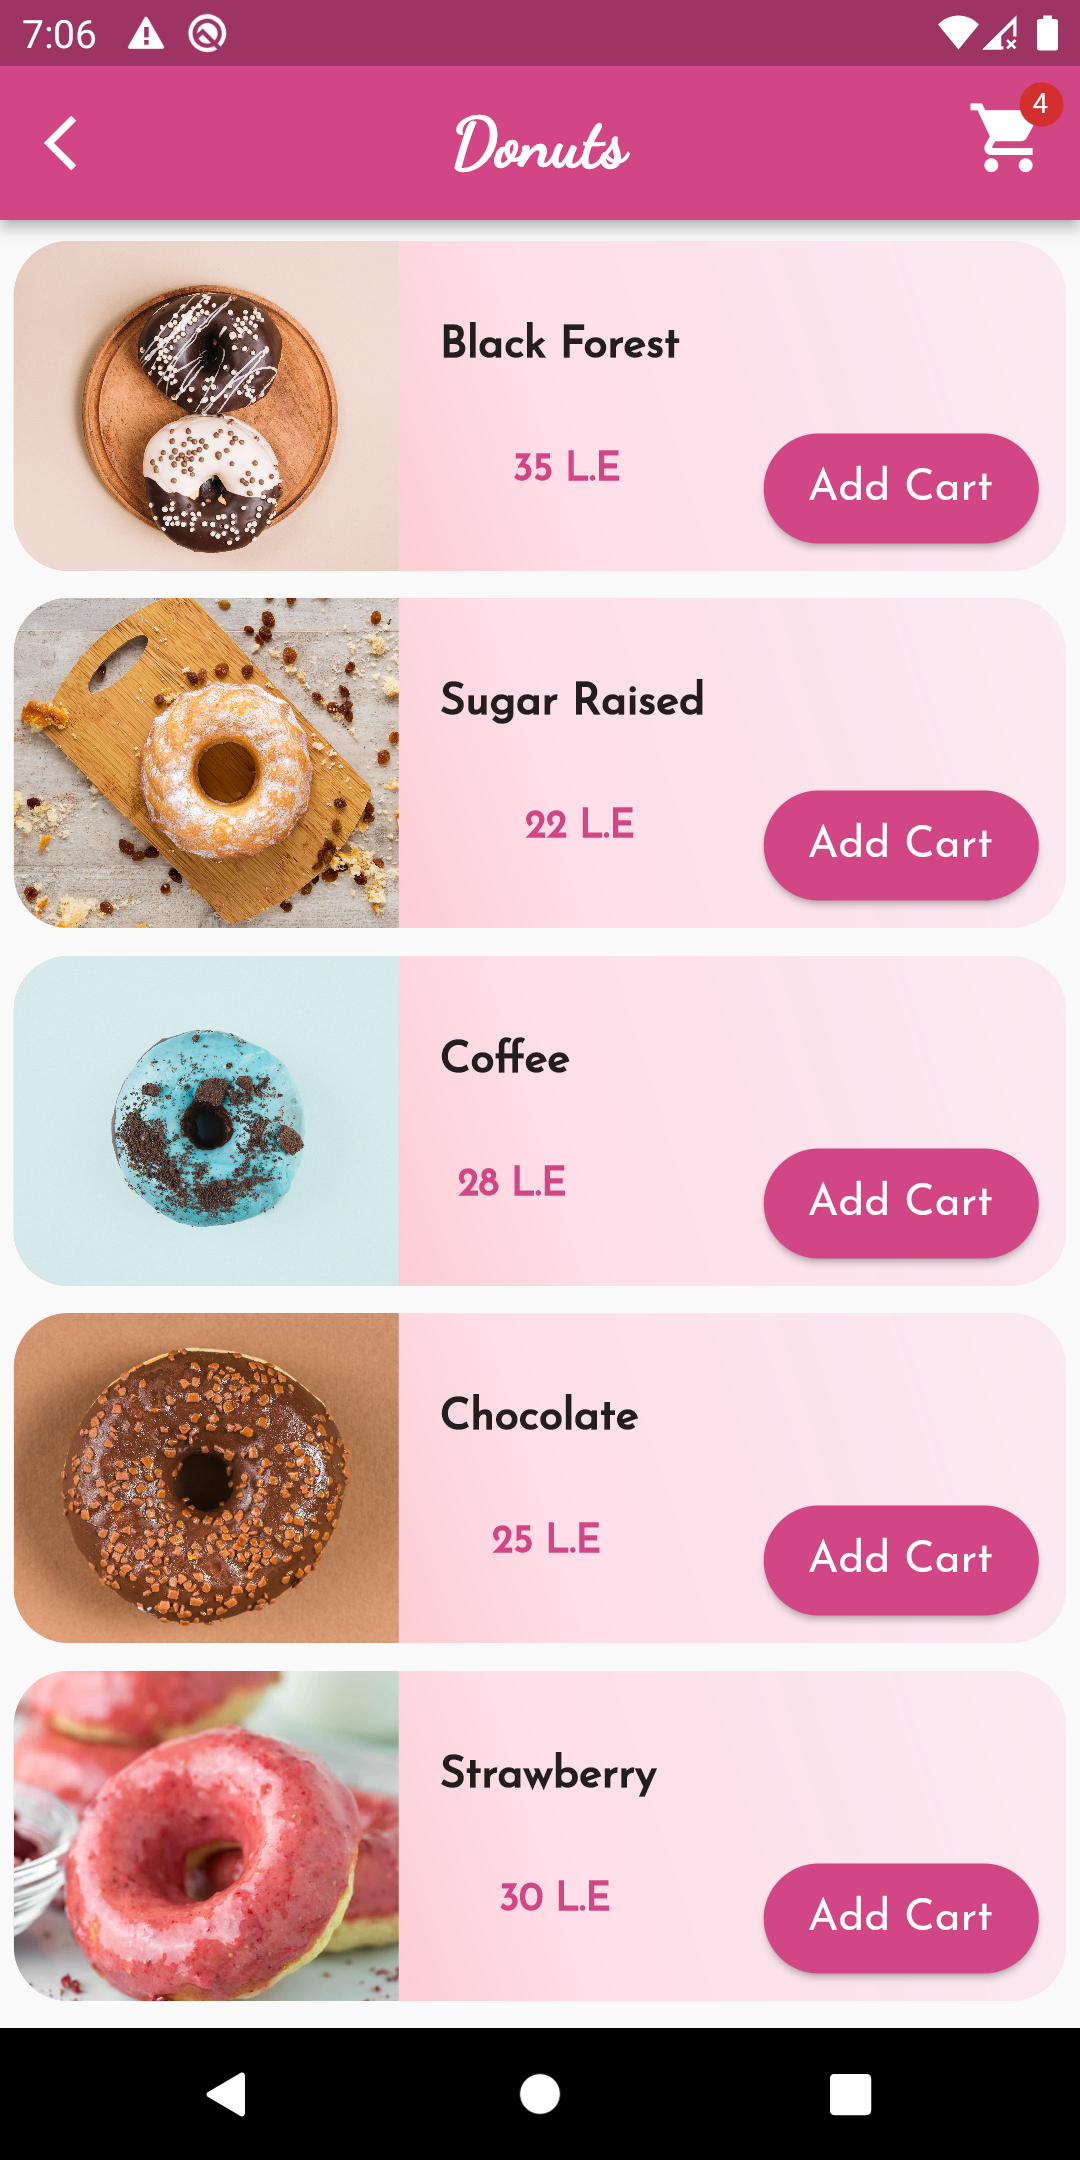 7:06
Donuts
4
Black Forest
35 L.E
Add Cart
Sugar Raised
22 L.E
Add Cart
Coffee
28 L.E
Add Cart
Chocolate
25 L.E
Add Cart
Strawberry
30 L.E
Add Cart